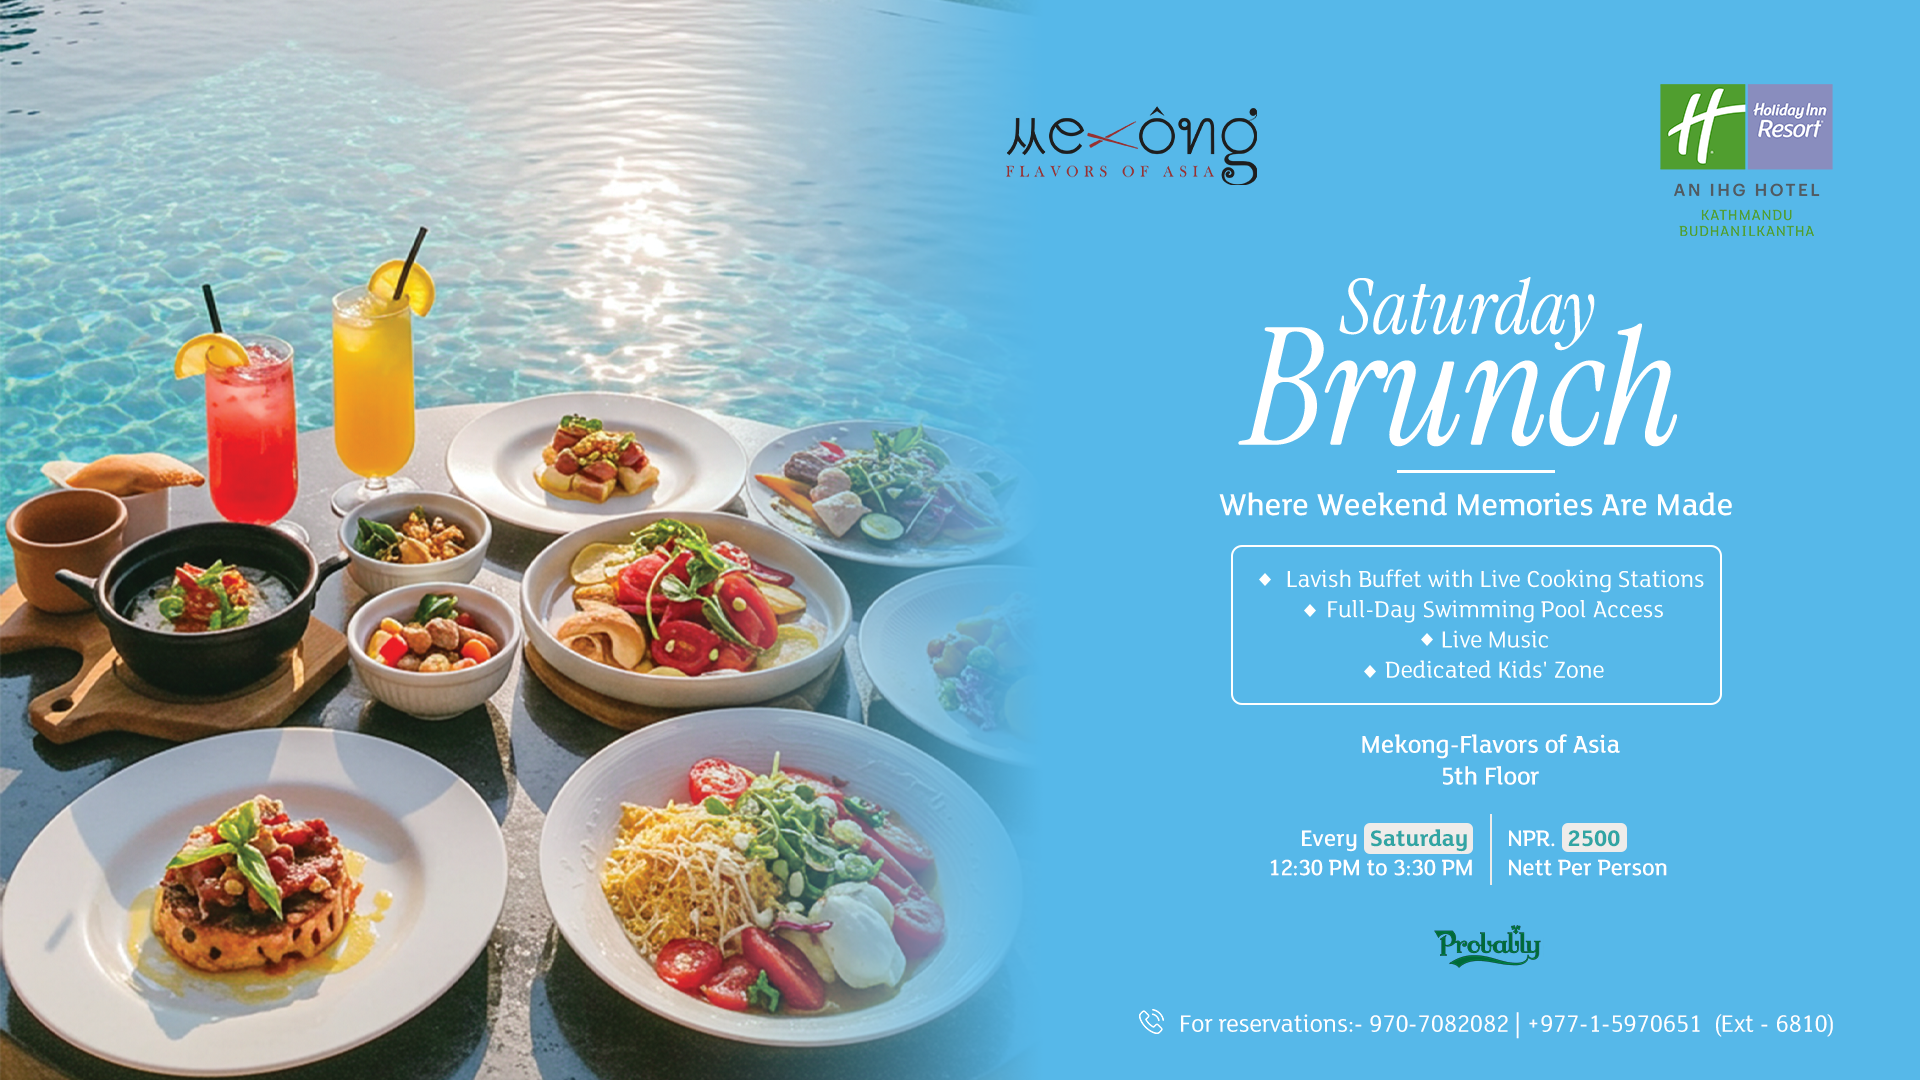 Mekông
FLAVORS OF ASIA
Holiday Inn
Resort
AN IHG HOTEL
KATHMANDU
BUDHANILKANTHA
Saturday
Brunch
Where Weekend Memories Are Made
Lavish Buffet with Live Cooking Stations
Full-Day Swimming Pool Access
Live Music
Dedicated Kids' Zone
Mekong-Flavors of Asia
5th Floor
Every Saturday
12:30 PM to 3:30 PM
NPR. 2500
Nett Per Person
Probably
For reservations:- 970-7082082 | +977-1-5970651 (Ext - 6810)